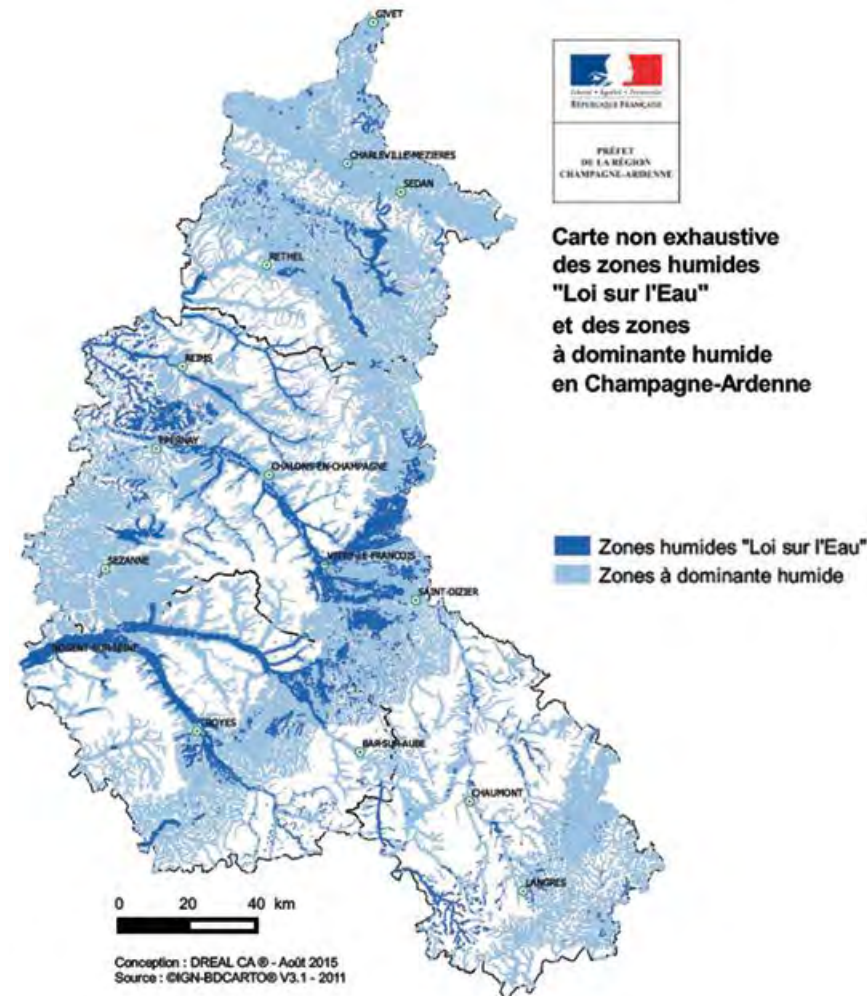 GIVET
CHARLEVILLE-MEZIERES
SEDAN
RETHEL
REIMS
EPERNAY
CHALONS-EN-CHAMPAGNE
VITRY-LE-FRANCOIS
SEZANNE
SAINT-DIZIER
NOGENT-SUR-SEINE
TROYES
BAR-SUR-AUBE
CHAUMONT
LANGRES
Liberté • Égalité • Fraternité
RÉPUBLIQUE FRANÇAISE
PRÉFET
DE LA RÉGION
CHAMPAGNE-ARDENNE
Carte non exhaustive
des zones humides
"Loi sur l'Eau"
et des zones
à dominante humide
en Champagne-Ardenne
Zones humides "Loi sur l'Eau"
Zones à dominante humide
0 20 40 km
Conception : DREAL CA ® - Août 2015
Source : ©IGN-BDCARTO® V3.1 - 2011